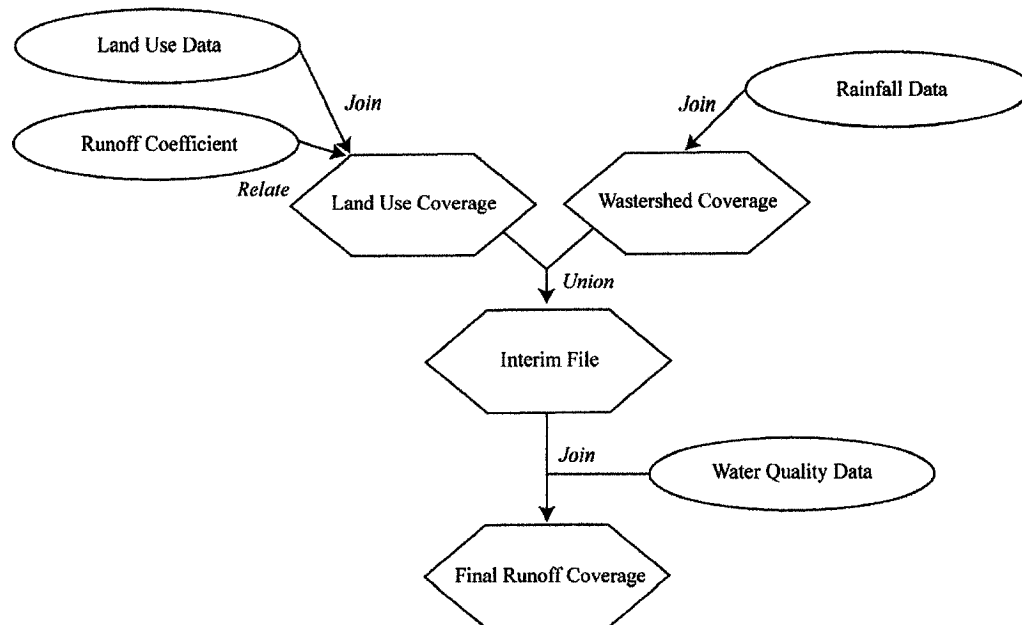 Land Use Data
Join
Runoff Coefficient
Relate
Land Use Coverage
Join
Rainfall Data
Wastershed Coverage
Union
Interim File
Join
Water Quality Data
Final Runoff Coverage